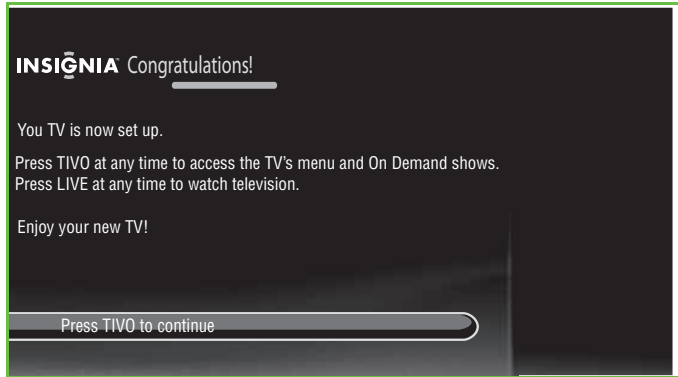 INSIGNIA Congratulations!
You TV is now set up.
Press TIVO at any time to access the TV's menu and On Demand shows.
Press LIVE at any time to watch television.
Enjoy your new TV!
Press TIVO to continue